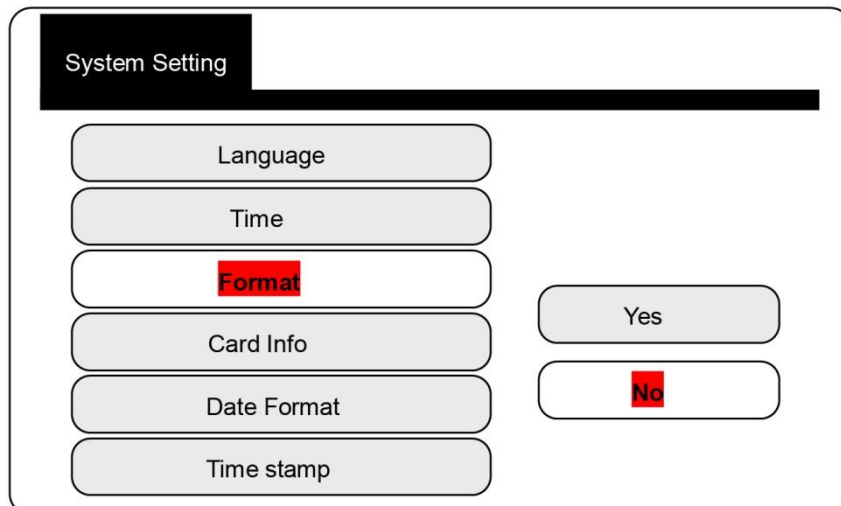 System Setting
Language
Time
Format
Card Info
Date Format
Time stamp
Yes
No